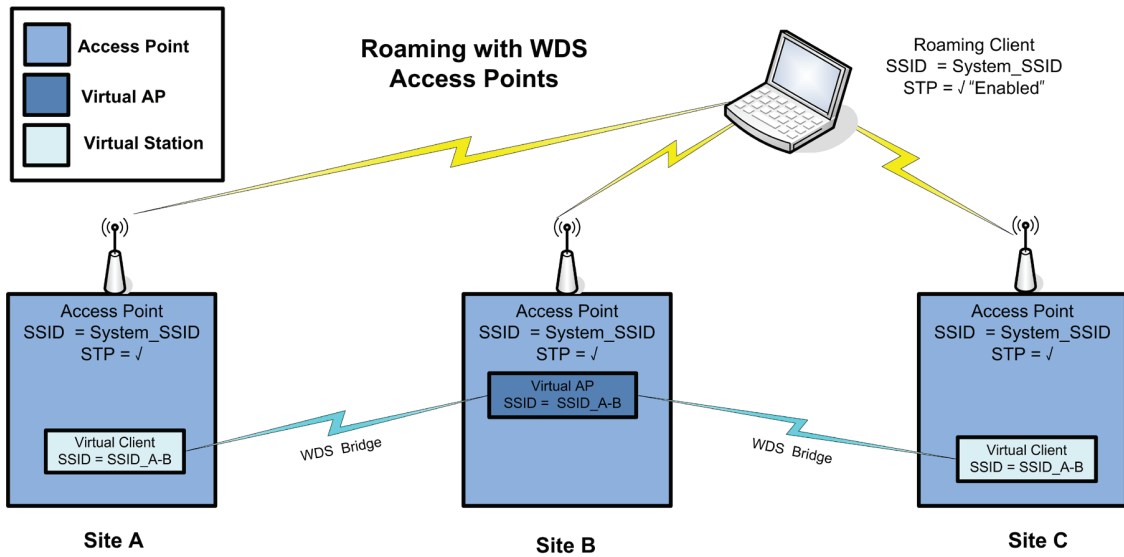 Access Point
Virtual AP
Virtual Station
Roaming with WDS
Access Points
Roaming Client
SSID = System_SSID
STP = √ “Enabled”
Access Point
SSID = System_SSID
STP = √
Virtual Client
SSID = SSID_A-B
WDS Bridge
Access Point
SSID = System_SSID
STP = √
Virtual AP
SSID = SSID_A-B
WDS Bridge
Access Point
SSID = System_SSID
STP = √
Virtual Client
SSID = SSID_A-B
Site A
Site B
Site C